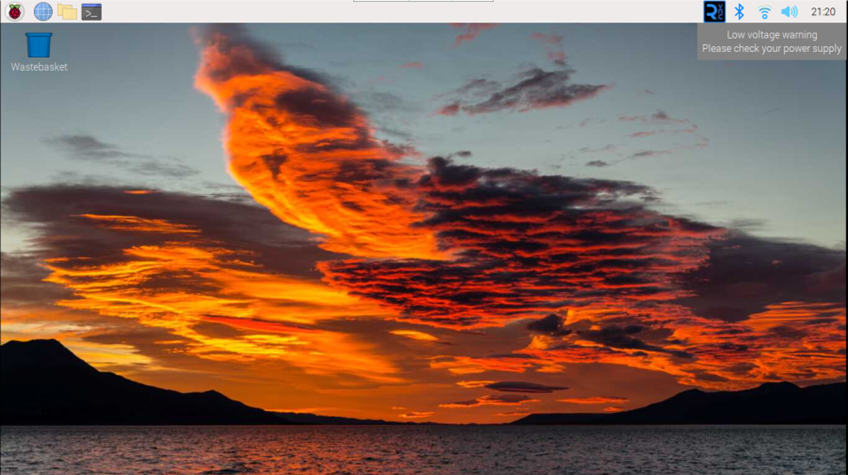 21:20
Low voltage warning
Please check your power supply
Wastebasket